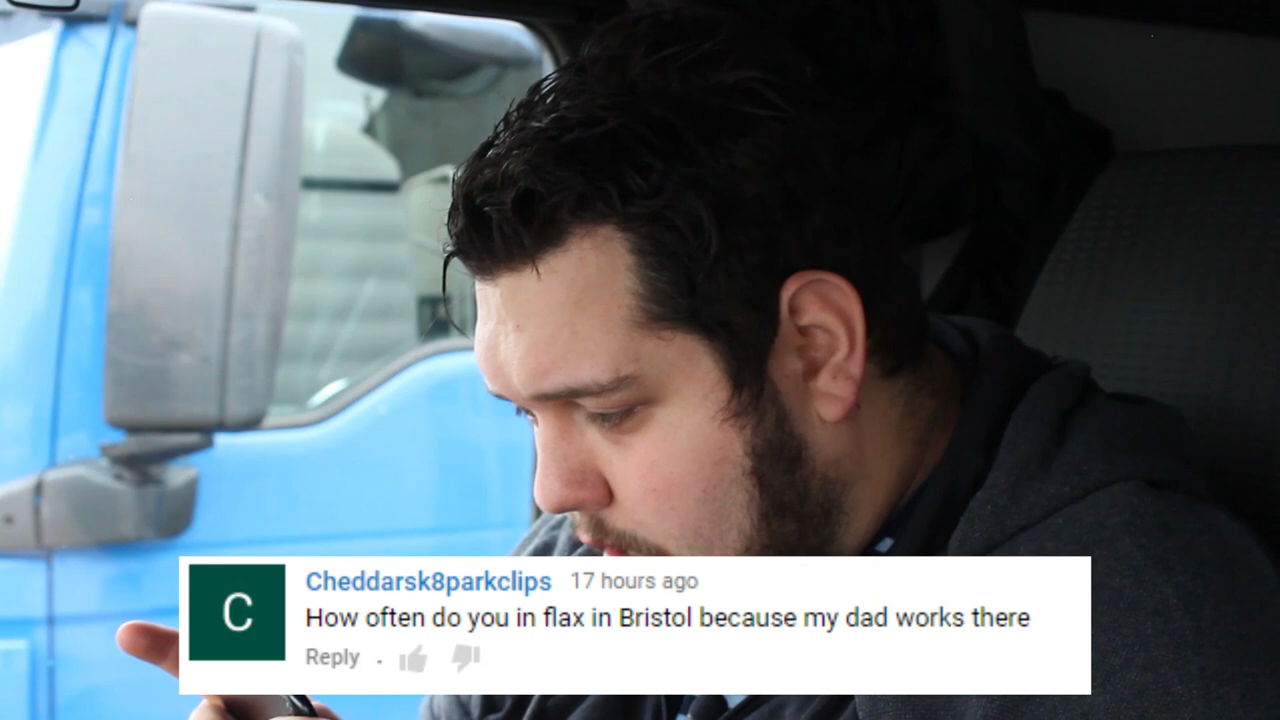 C
Cheddarsk8parkclips 17 hours ago
How often do you in flax in Bristol because my dad works there
Reply .